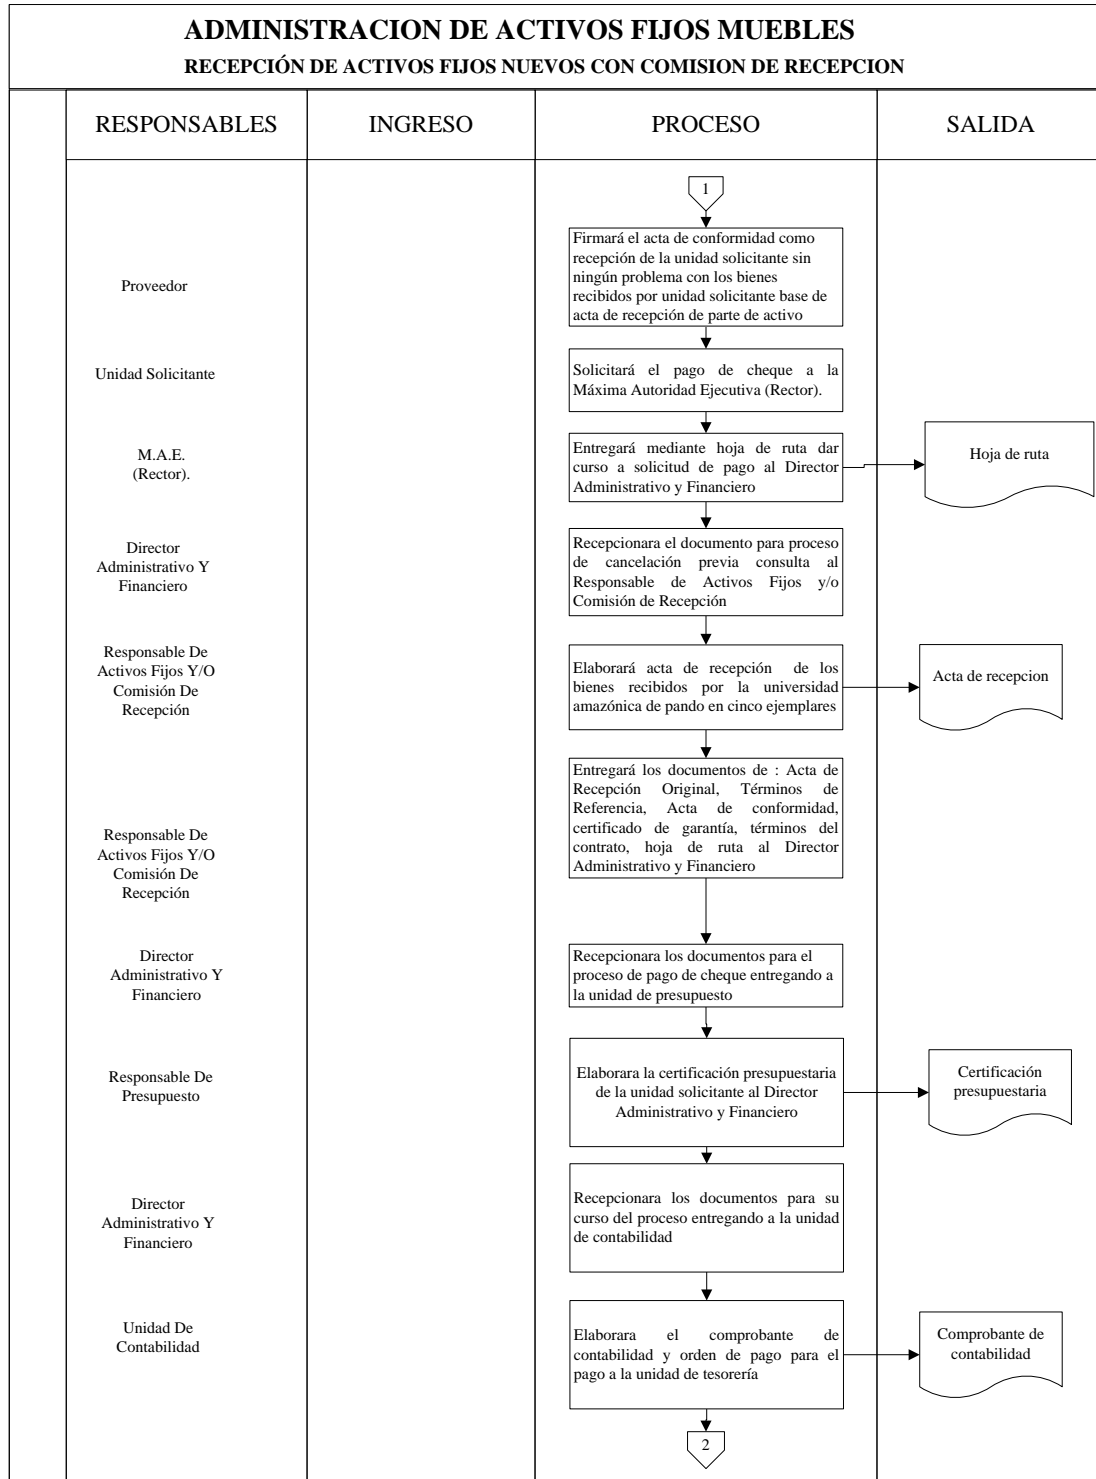 ADMINISTRACION DE ACTIVOS FIJOS MUEBLES
RECEPCIÓN DE ACTIVOS FIJOS NUEVOS CON COMISION DE RECEPCION
RESPONSABLES
INGRESO
PROCESO
SALIDA
1
Proveedor
Firmará el acta de conformidad como
recepción de la unidad solicitante sin
ningún problema con los bienes
recibidos por unidad solicitante base de
acta de recepción de parte de activo
Unidad Solicitante
Solicitará el pago de cheque a la
Máxima Autoridad Ejecutiva (Rector).
M.A.E.
(Rector).
Entregará mediante hoja de ruta dar
curso a solicitud de pago al Director
Administrativo y Financiero
Hoja de ruta
Director
Administrativo Y
Financiero
Recepcionara el documento para proceso
de cancelación previa consulta al
Responsable de Activos Fijos y/o
Comisión de Recepción
Responsable De
Activos Fijos Y/O
Comisión De
Recepción
Elaborará acta de recepción de los
bienes recibidos por la universidad
amazónica de pando en cinco ejemplares
Acta de recepcion
Responsable De
Activos Fijos Y/O
Comisión De
Recepción
Entregará los documentos de : Acta de
Recepción Original, Términos de
Referencia, Acta de conformidad,
certificado de garantía, términos del
contrato, hoja de ruta al Director
Administrativo y Financiero
Director
Administrativo Y
Financiero
Recepcionara los documentos para el
proceso de pago de cheque entregando a
la unidad de presupuesto
Responsable De
Presupuesto
Elaborara la certificación presupuestaria
de la unidad solicitante al Director
Administrativo y Financiero
Certificación
presupuestaria
Director
Administrativo Y
Financiero
Recepcionara los documentos para su
curso del proceso entregando a la unidad
de contabilidad
Unidad De
Contabilidad
Elaborara el comprobante de
contabilidad y orden de pago para el
pago a la unidad de tesorería
Comprobante de
contabilidad
2